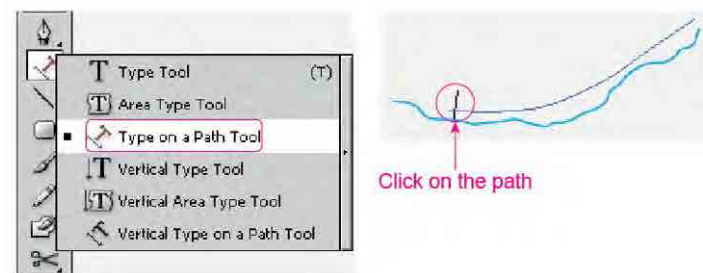 T Type Tool (T)
T Area Type Tool
Type on a Path Tool
T Vertical Type Tool
T Vertical Area Type Tool
Vertical Type on a Path Tool
Click on the path